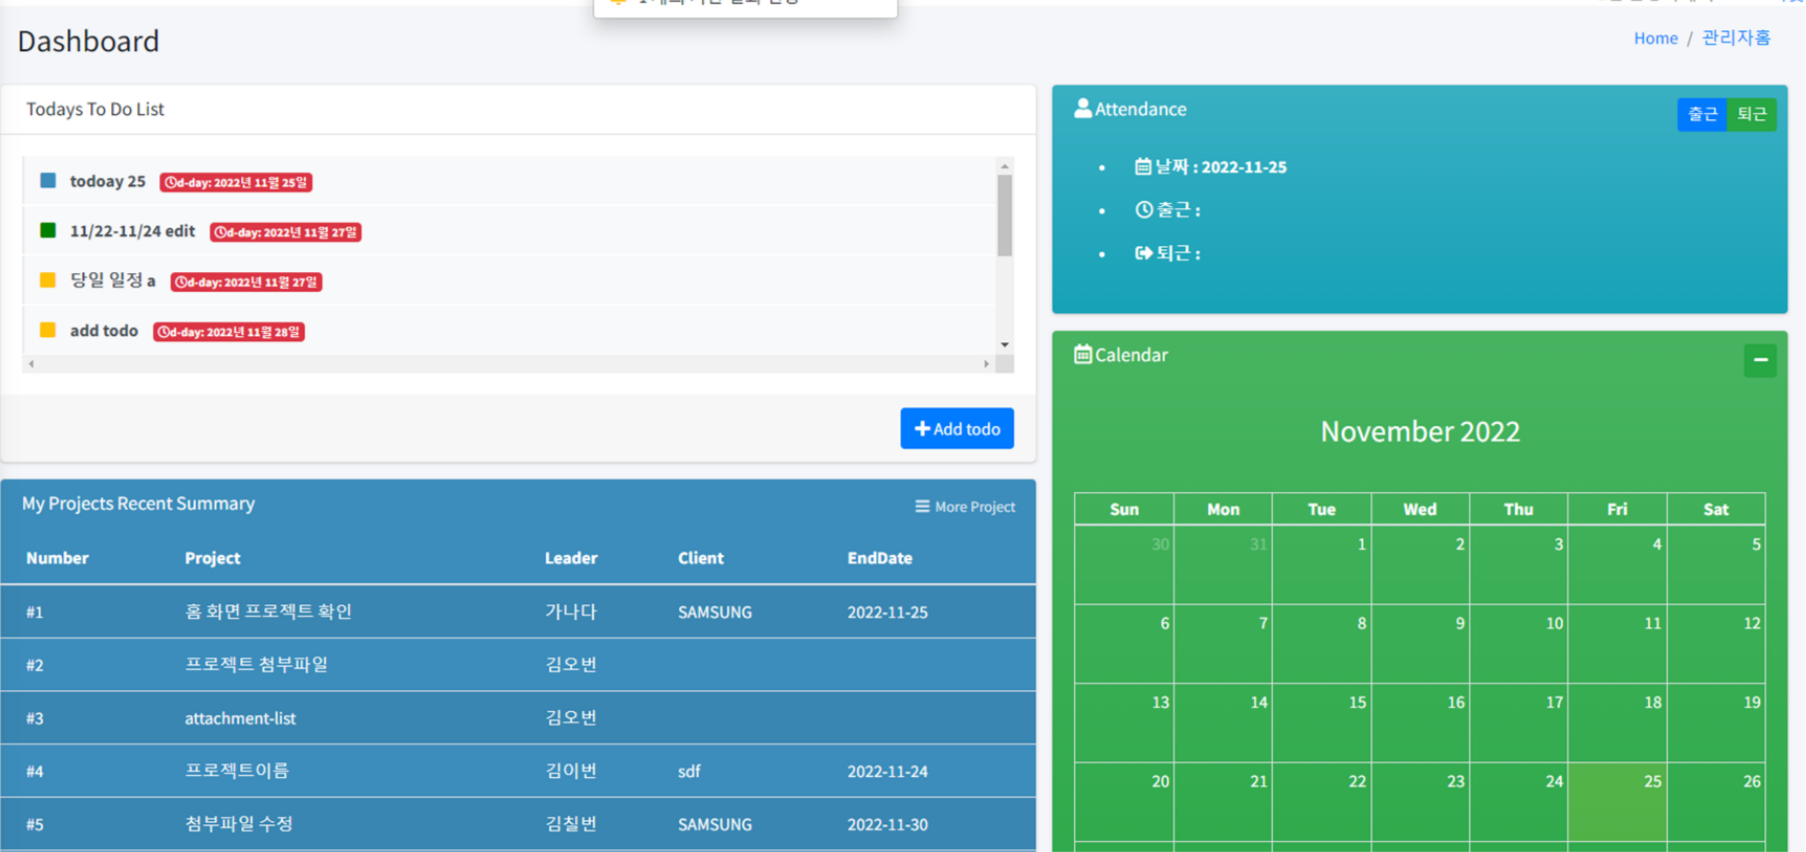 Dashboard
Home / 관리자홈
Todays To Do List
todoay 25 d-day: 2022년 11월 25일
11/22-11/24 edit d-day: 2022년 11월 27일
당일 일정 a d-day: 2022년 11월 27일
add todo d-day: 2022년 11월 28일
Add todo
Attendance
출근 퇴근
날짜 : 2022-11-25
출근 :
퇴근 :
My Projects Recent Summary
More Project
Number Project Leader Client EndDate
#1 홈 화면 프로젝트 확인 가나다 SAMSUNG 2022-11-25
#2 프로젝트 첨부파일 김오번
#3 attachment-list 김오번
#4 프로젝트이름 김이번 sdf 2022-11-24
#5 첨부파일 수정 김칠번 SAMSUNG 2022-11-30
Calendar
November 2022
Sun Mon Tue Wed Thu Fri Sat
30 31 1 2 3 4 5
6 7 8 9 10 11 12
13 14 15 16 17 18 19
20 21 22 23 24 25 26